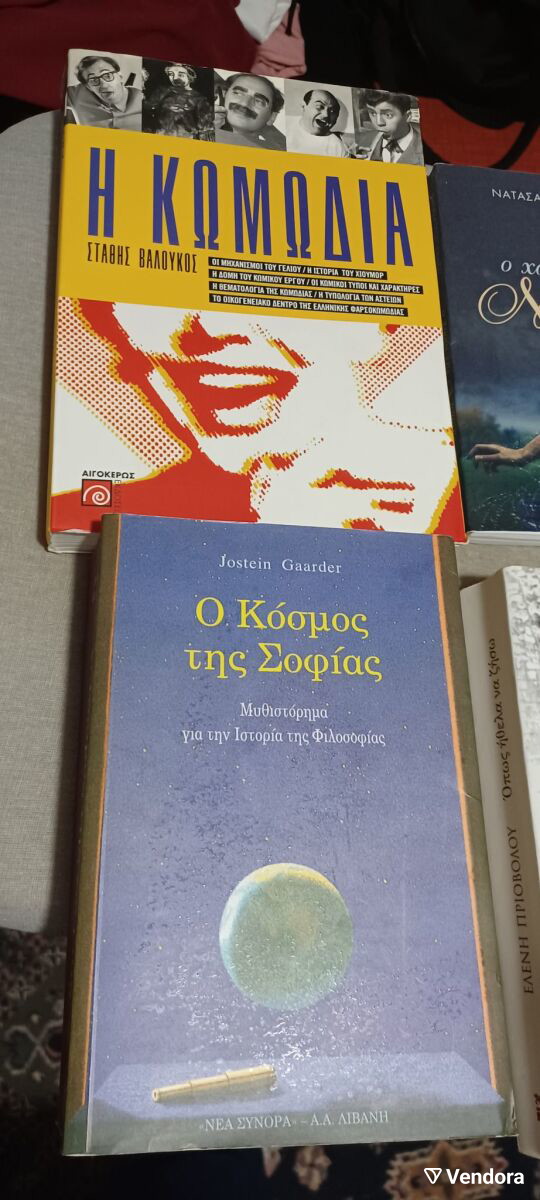 Η ΚΩΜΩΔΙΑ
ΣΤΑΘΗΣ ΒΑΛΟΥΚΟΣ
ΟΙ ΜΗΧΑΝΙΣΜΟΙ ΤΟΥ ΓΕΛΙΟΥ / Η ΙΣΤΟΡΙΑ ΤΟΥ ΧΙΟΥΜΟΡ
Η ΔΟΜΗ ΤΟΥ ΚΩΜΙΚΟΥ ΕΡΓΟΥ / ΟΙ ΚΩΜΙΚΟΙ ΤΥΠΟΙ ΚΑΙ ΧΑΡΑΚΤΗΡΕΣ
Η ΘΕΜΑΤΟΛΟΓΙΑ ΤΗΣ ΚΩΜΩΔΙΑΣ / Η ΤΥΠΟΛΟΓΙΑ ΤΩΝ ΑΣΤΕΙΩΝ
ΤΟ ΟΙΚΟΓΕΝΕΙΑΚΟ ΔΕΝΤΡΟ ΤΗΣ ΕΛΛΗΝΙΚΗΣ ΦΑΡΣΟΚΩΜΩΔΙΑΣ
ΑΙΓΟΚΕΡΩΣ
ΝΑΤΑΣΑ
ο
Jostein Gaarder
Ο Κόσμος
της Σοφίας
Μυθιστόρημα
για την Ιστορία της Φιλοσοφίας
«ΝΕΑ ΣΥΝΟΡΑ» – Α.Α. ΛΙΒΑΝΗ
ΕΛΕΝΗ ΠΡΙΟΒΟΛΟΥ Όπως ήθελα να ζήσω
Vendora